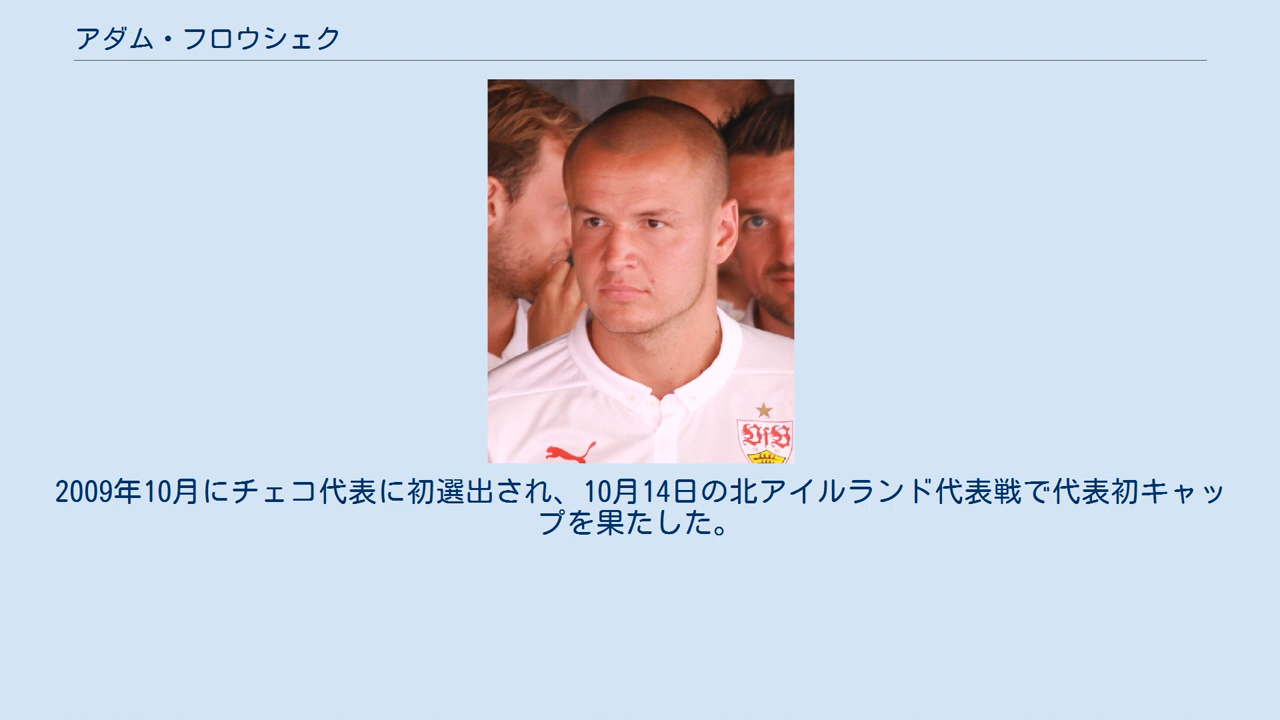 アダム・フロウシェク
VfB
2009年10月にチェコ代表に初選出され、10月14日の北アイルランド代表戦で代表初キャッ
プを果たした。